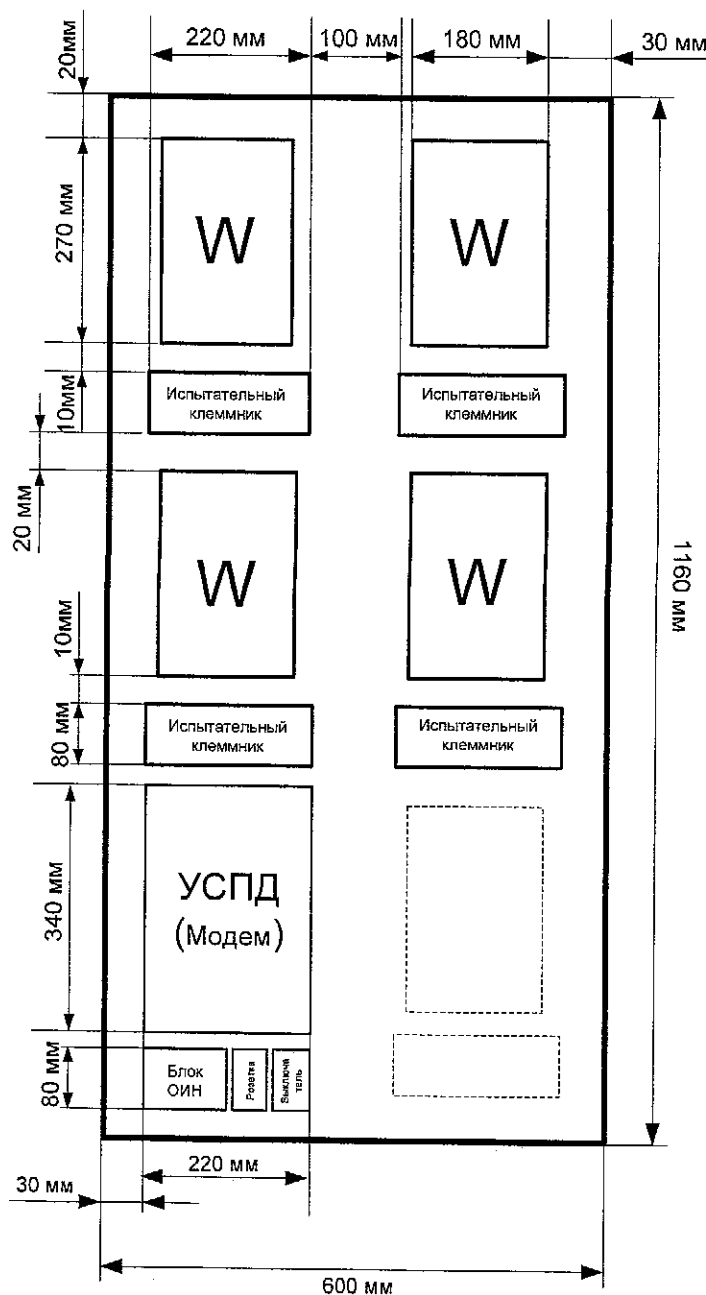 220 мм
100 мм
180 мм
30 мм
20мм
270 мм
W
W
10мм
Испытательный
клеммник
Испытательный
клеммник
20 мм
W
W
1160 мм
10мм
80 мм
Испытательный
клеммник
Испытательный
клеммник
340 мм
УСПД
(Модем)
80 мм
Блок
ОИН
Розетка
Выключа
тель
220 мм
30 мм
600 мм